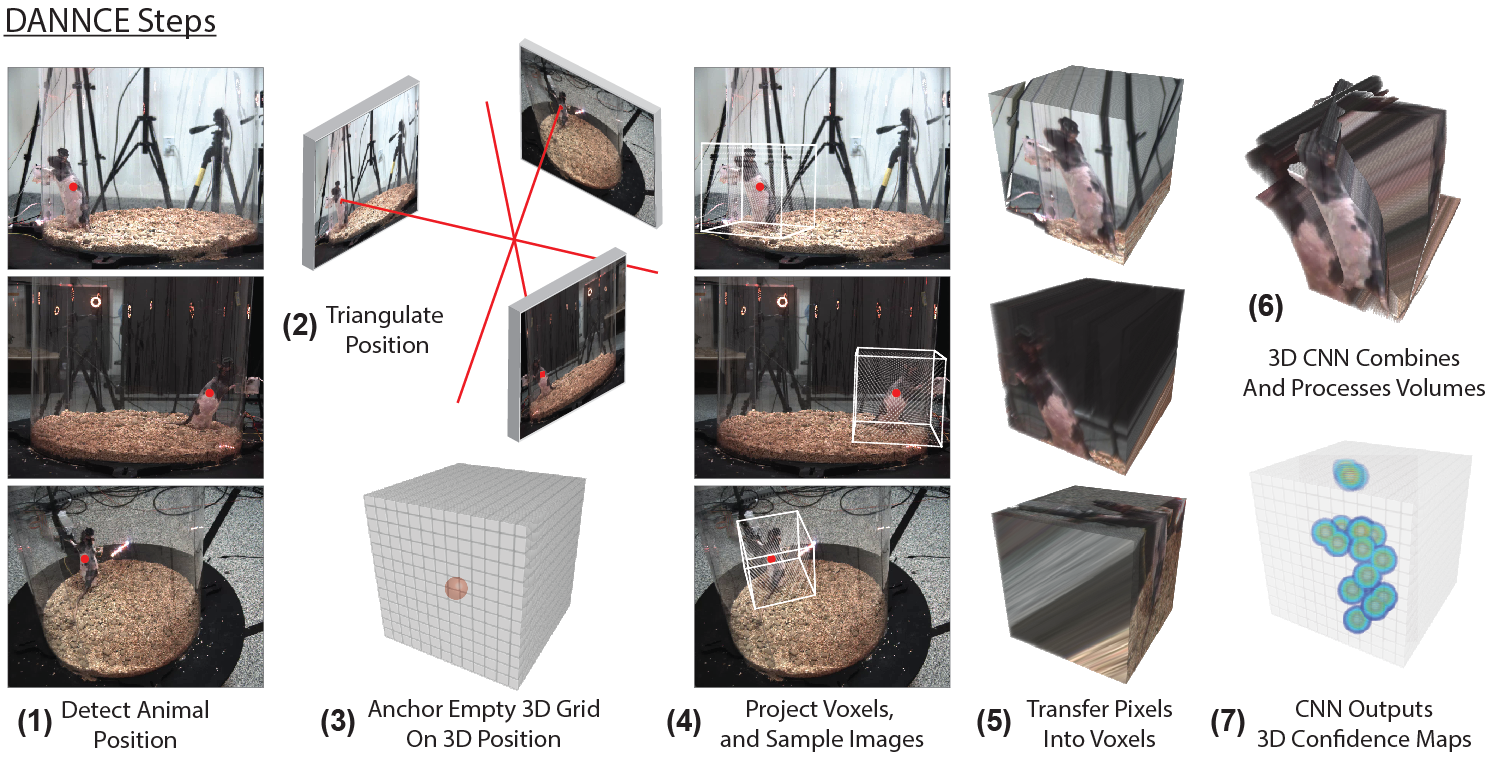 DANNCE Steps
(1) Detect Animal
Position
(2) Triangulate
Position
(3) Anchor Empty 3D Grid
On 3D Position
(4) Project Voxels,
and Sample Images
(5) Transfer Pixels
Into Voxels
(6)
3D CNN Combines
And Processes Volumes
(7) CNN Outputs
3D Confidence Maps